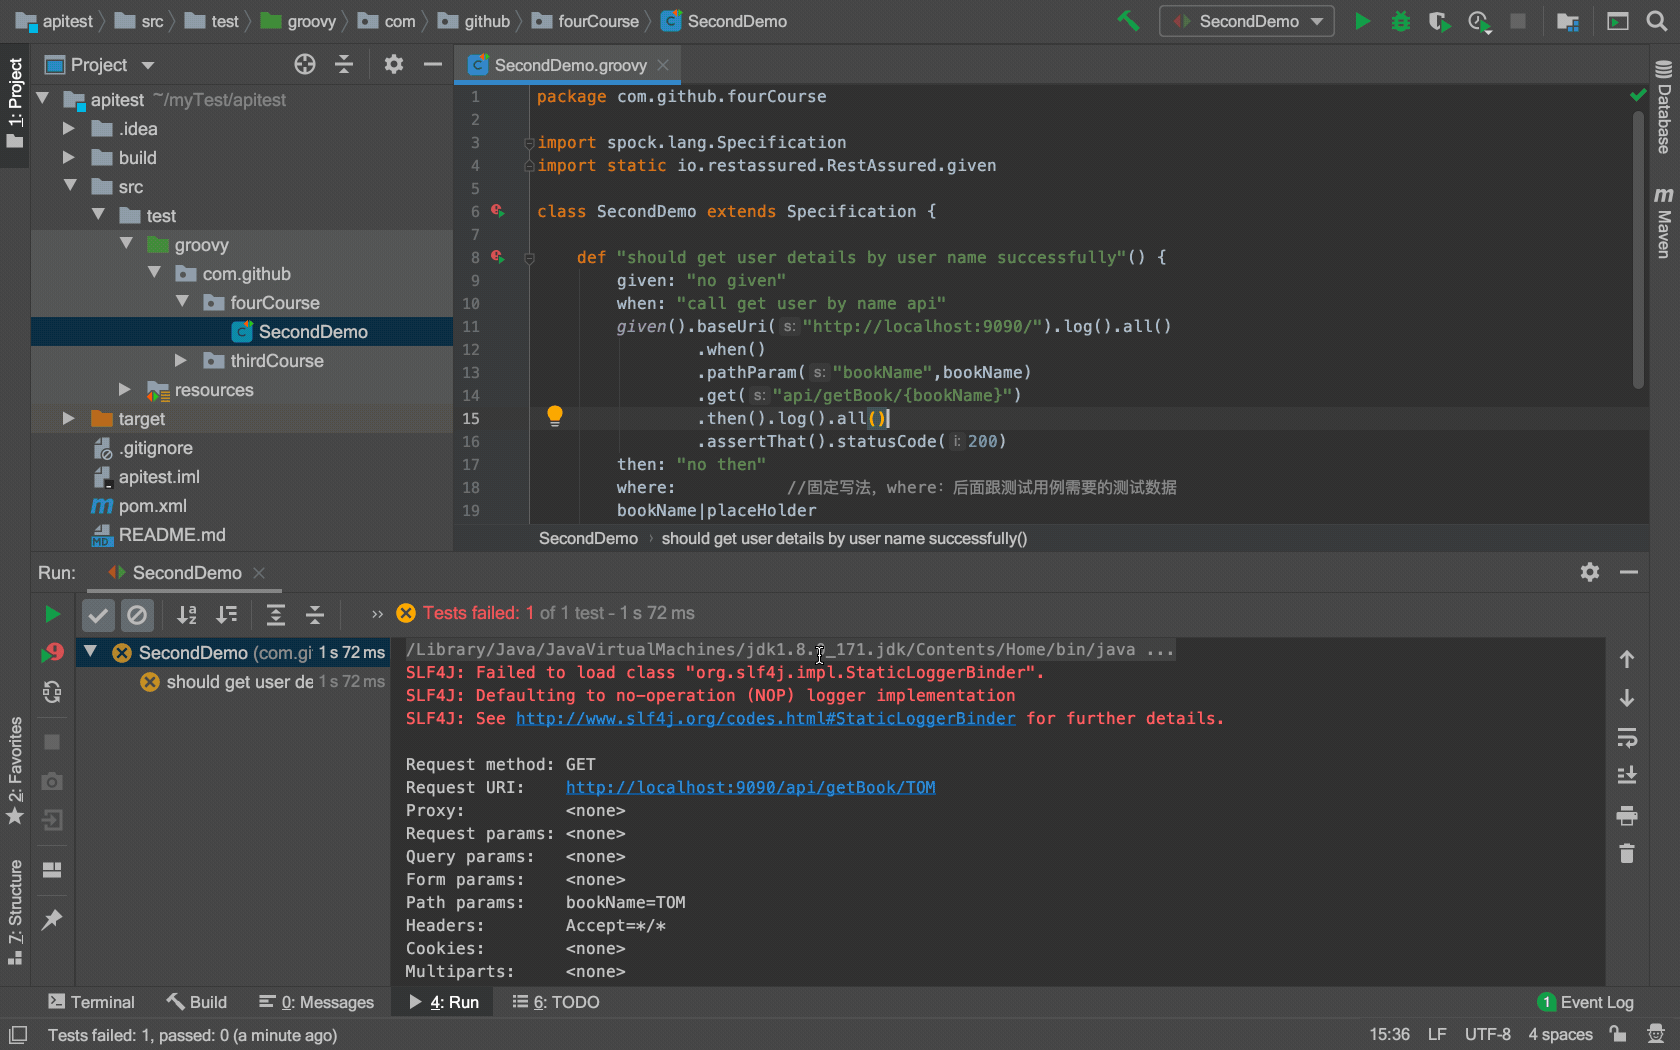 apitest src test groovy com github fourCourse SecondDemo SecondDemo
1: Project
Project
SecondDemo.groovy
apitest ~/myTest/apitest
.idea
build
src
test
groovy
com.github
fourCourse
SecondDemo
thirdCourse
resources
target
.gitignore
apitest.iml
pom.xml
README.md
1 package com.github.fourCourse
2
3 import spock.lang.Specification
4 import static io.restassured.RestAssured.given
5
6 class SecondDemo extends Specification {
7
8 def "should get user details by user name successfully"() {
9 given: "no given"
10 when: "call get user by name api"
11 given().baseUri( s: "http://localhost:9090/").log().all()
12 .when()
13 .pathParam( s: "bookName",bookName)
14 .get( s: "api/getBook/{bookName}")
15 .then().log().all()
16 .assertThat().statusCode( i: 200)
17 then: "no then"
18 where: //固定写法，where：后面跟测试用例需要的测试数据
19 bookName|placeHolder
SecondDemo › should get user details by user name successfully()
Database
m Maven
Run: SecondDemo
» Tests failed: 1 of 1 test - 1 s 72 ms
SecondDemo (com.gi 1 s 72 ms
should get user de 1 s 72 ms
/Library/Java/JavaVirtualMachines/jdk1.8.0_171.jdk/Contents/Home/bin/java ...
SLF4J: Failed to load class "org.slf4j.impl.StaticLoggerBinder".
SLF4J: Defaulting to no-operation (NOP) logger implementation
SLF4J: See http://www.slf4j.org/codes.html#StaticLoggerBinder for further details.
Request method: GET
Request URI: http://localhost:9090/api/getBook/TOM
Proxy: <none>
Request params: <none>
Query params: <none>
Form params: <none>
Path params: bookName=TOM
Headers: Accept=*/*
Cookies: <none>
Multiparts: <none>
2: Favorites
7: Structure
Terminal Build 0: Messages 4: Run 6: TODO 1 Event Log
Tests failed: 1, passed: 0 (a minute ago) 15:36 LF UTF-8 4 spaces